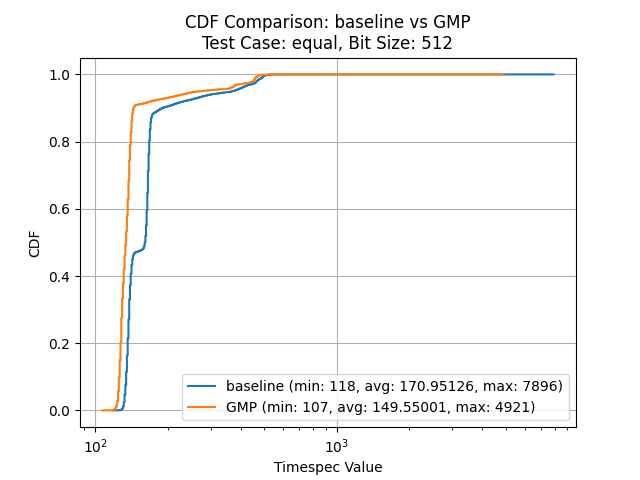 CDF Comparison: baseline vs GMP
Test Case: equal, Bit Size: 512
CDF
1.0
0.8
0.6
0.4
0.2
0.0
baseline (min: 118, avg: 170.95126, max: 7896)
GMP (min: 107, avg: 149.55001, max: 4921)
10²
10³
Timespec Value